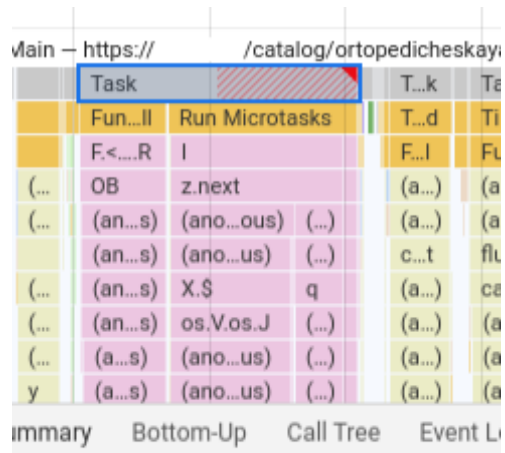 Main — https:// /catalog/ortopedicheskaya
Task T...k Ta
Fun...ll Run Microtasks T...d Ti
F.<....R I F...l Fu
(... OB z.next (a...) (a
(... (an...s) (ano...ous) (...) (a...) (a
(an...s) (ano...us) (...) c...t flu
(... (an...s) X.$ q (a...) ca
(... (an...s) os.V.os.J (...) (a...) (a
(... (a...s) (ano...us) (...) (a...) (a
y (a...s) (ano...us) (...) (a...) (a
ummary Bottom-Up Call Tree Event L